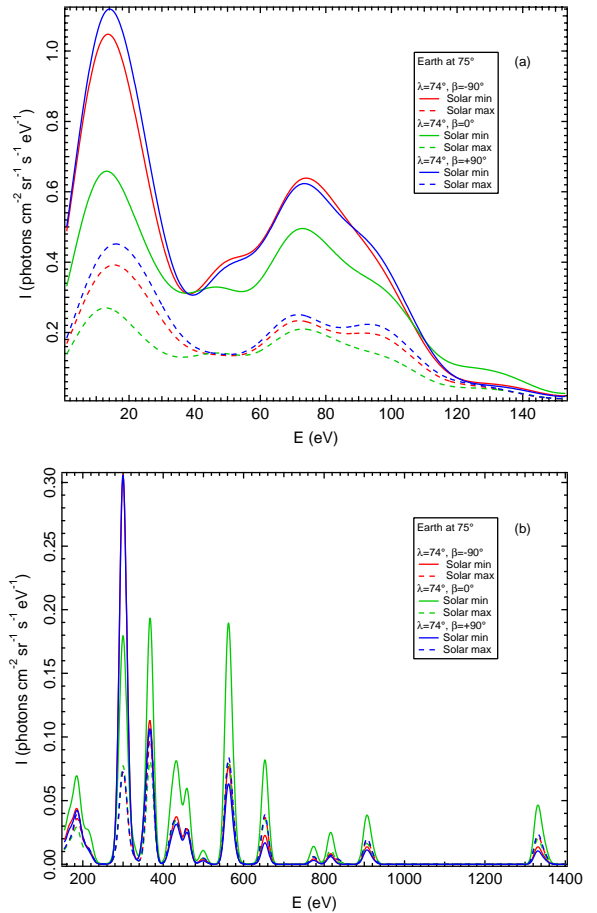 (a)
Earth at 75°
λ=74°, β=-90°
Solar min
Solar max
λ=74°, β=0°
Solar min
Solar max
λ=74°, β=+90°
Solar min
Solar max
I (photons cm⁻² sr⁻¹ s⁻¹ eV⁻¹)
1.0
0.8
0.6
0.4
0.2
20 40 60 80 100 120 140
E (eV)
(b)
Earth at 75°
λ=74°, β=-90°
Solar min
Solar max
λ=74°, β=0°
Solar min
Solar max
λ=74°, β=+90°
Solar min
Solar max
I (photons cm⁻² sr⁻¹ s⁻¹ eV⁻¹)
0.30
0.25
0.20
0.15
0.10
0.05
0.00
200 400 600 800 1000 1200 1400
E (eV)